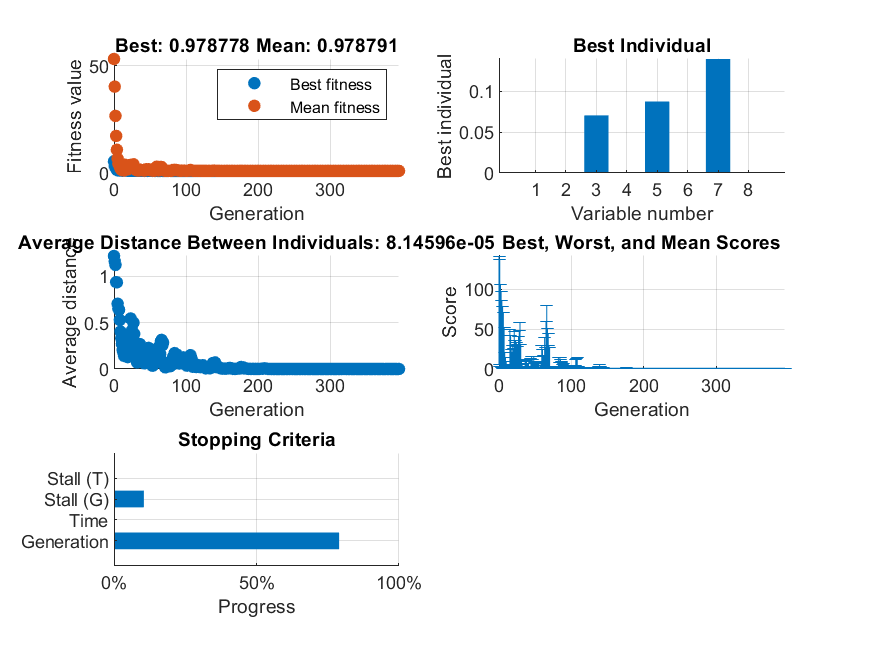 Best: 0.978778 Mean: 0.978791
Fitness value
50
0
Best fitness
Mean fitness
0 100 200 300
Generation
Best Individual
Best individual
0.1
0.05
0
1 2 3 4 5 6 7 8
Variable number
Average Distance Between Individuals: 8.14596e-05
Average distance
1
0.5
0
0 100 200 300
Generation
Best, Worst, and Mean Scores
Score
100
50
0
0 100 200 300
Generation
Stopping Criteria
Stall (T)
Stall (G)
Time
Generation
0% 50% 100%
Progress